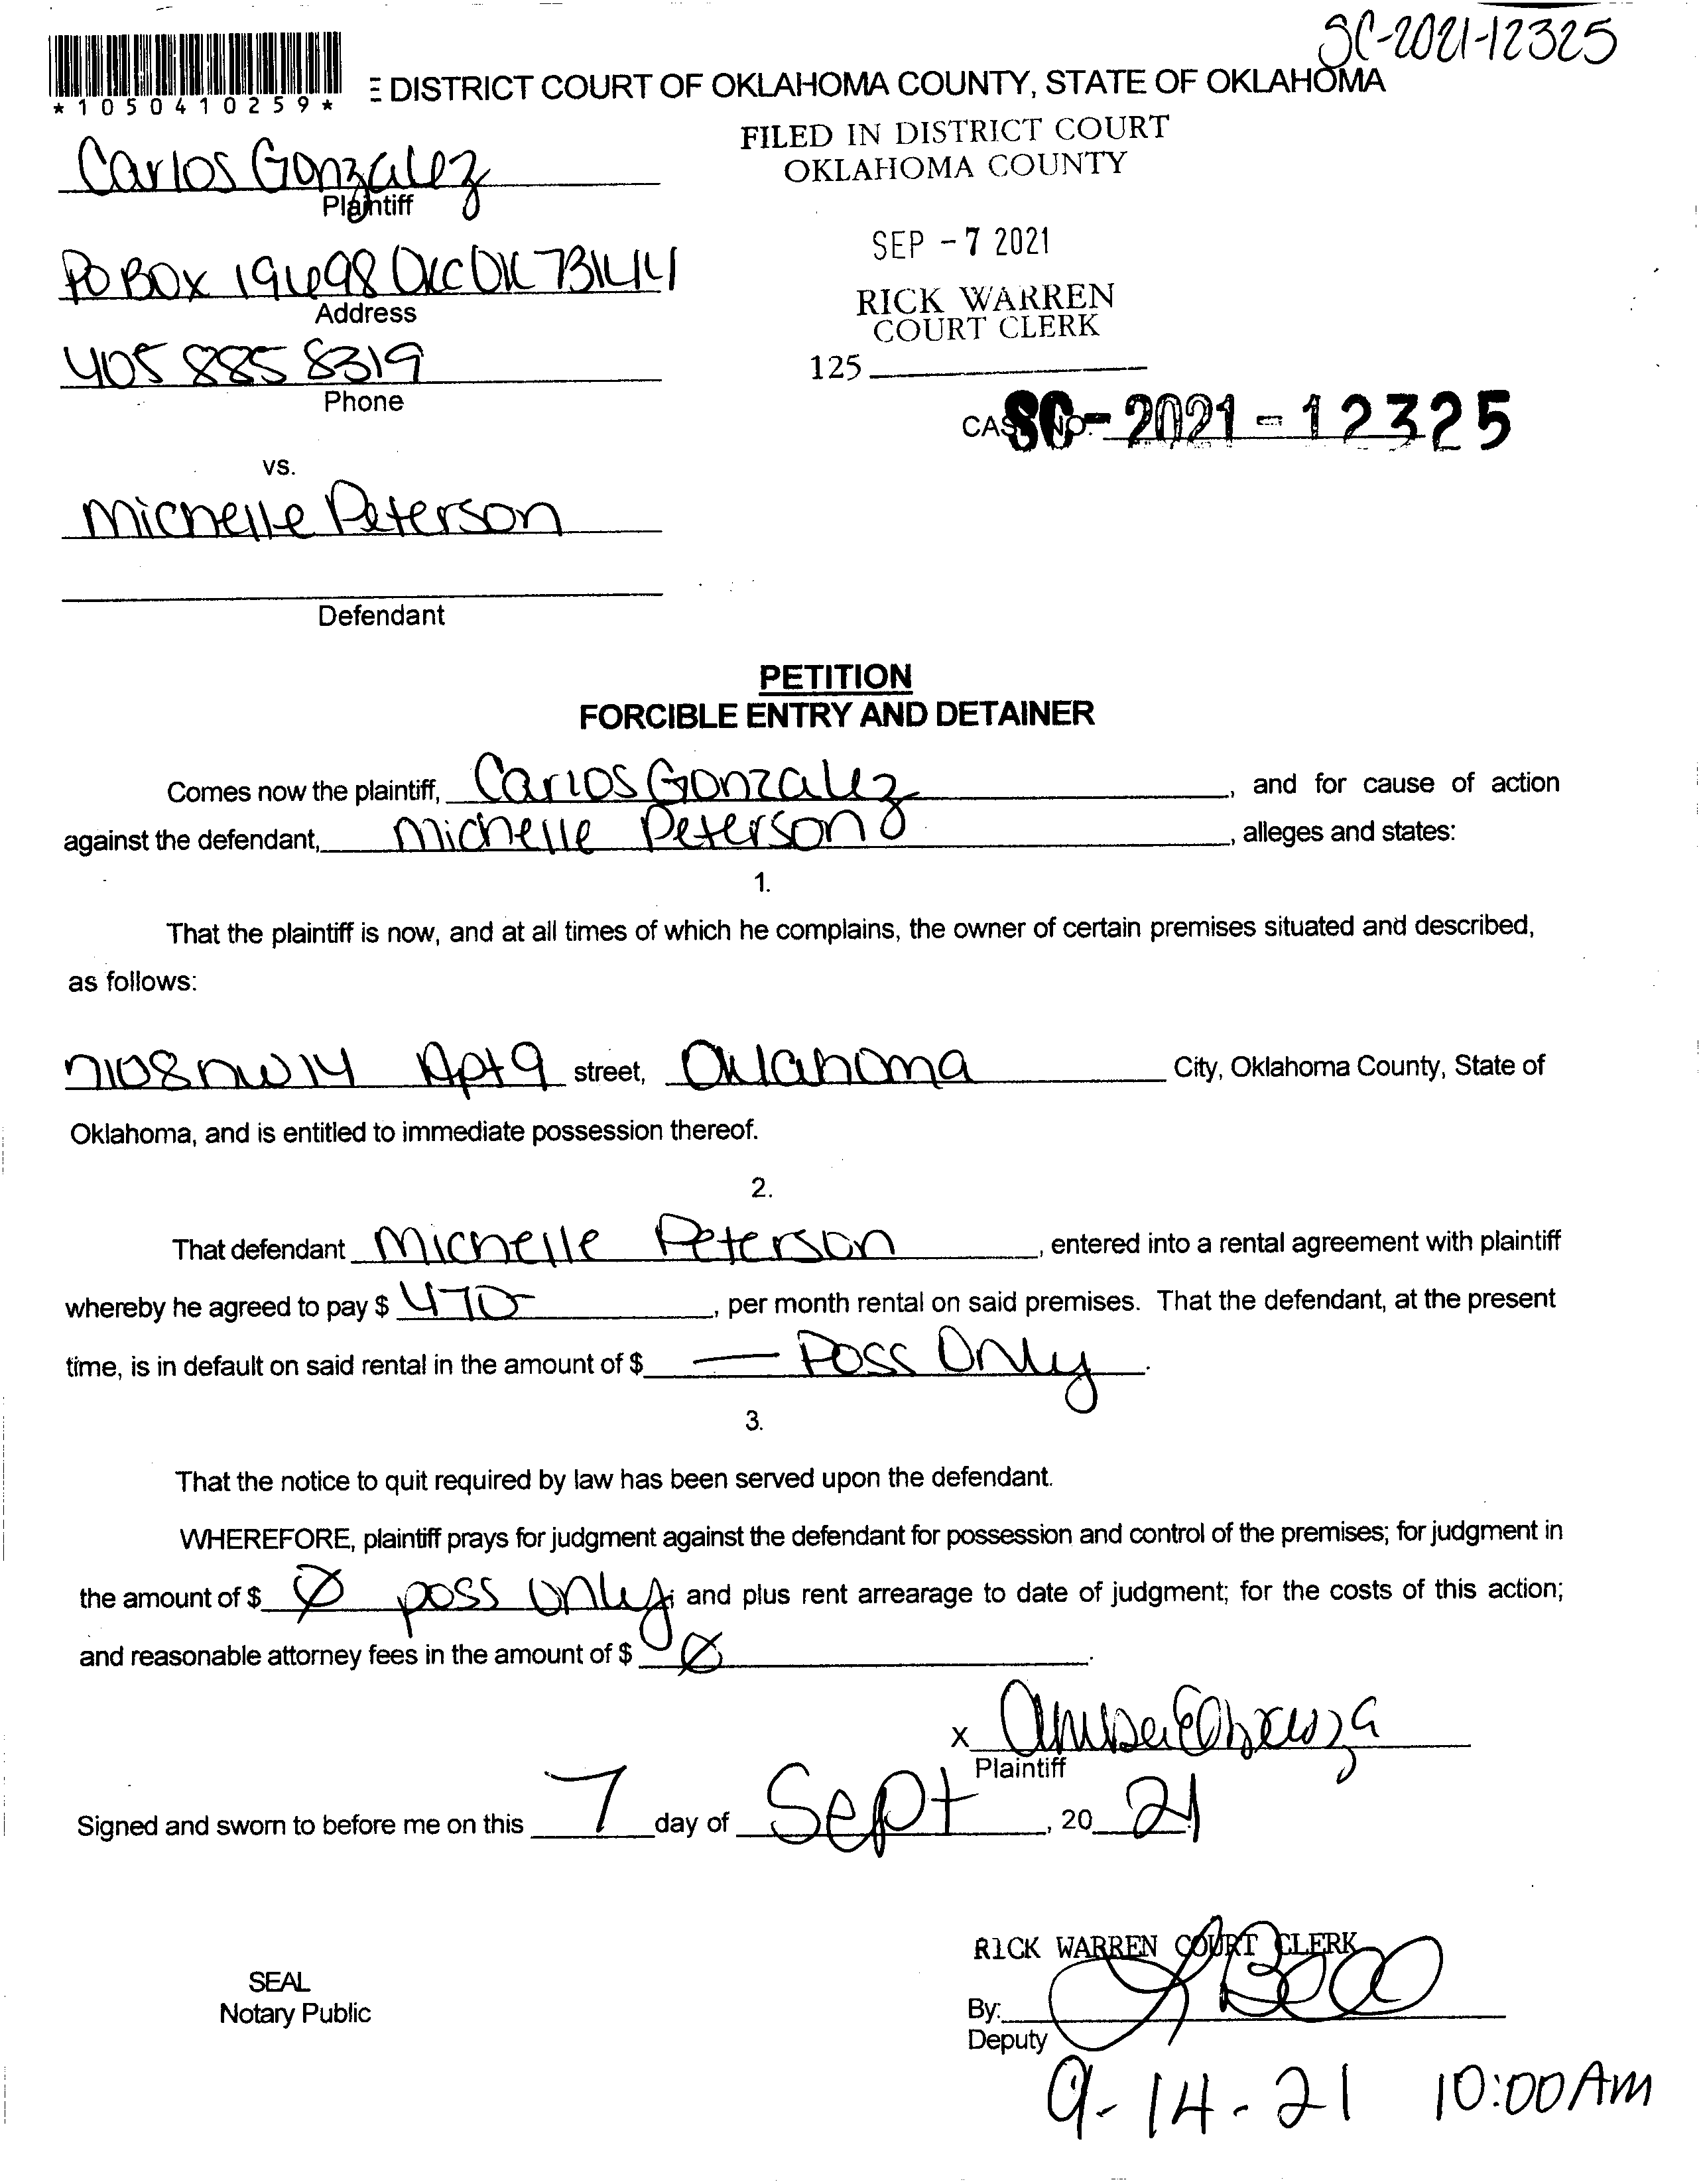 SC-2021-12325
*1050410259*
E DISTRICT COURT OF OKLAHOMA COUNTY, STATE OF OKLAHOMA
FILED IN DISTRICT COURT
OKLAHOMA COUNTY
Carlos Gonzalez
Plaintiff
SEP -7 2021
PO BOX 19698 OKC OK 73144
Address
RICK WARREN
COURT CLERK
405 885 8319
Phone
125
CASE NO. SC-2021-12325
vs.
Michelle Peterson
Defendant
PETITION
FORCIBLE ENTRY AND DETAINER
Comes now the plaintiff, Carlos Gonzalez, and for cause of action
against the defendant, Michelle Peterson, alleges and states:
1.
That the plaintiff is now, and at all times of which he complains, the owner of certain premises situated and described,
as follows:
7108 NW 14 Apt 9 street, Oklahoma City, Oklahoma County, State of
Oklahoma, and is entitled to immediate possession thereof.
2.
That defendant Michelle Peterson, entered into a rental agreement with plaintiff
whereby he agreed to pay $ 470-, per month rental on said premises. That the defendant, at the present
time, is in default on said rental in the amount of $ — Poss Only.
3.
That the notice to quit required by law has been served upon the defendant.
WHEREFORE, plaintiff prays for judgment against the defendant for possession and control of the premises; for judgment in
the amount of $ Ø poss only; and plus rent arrearage to date of judgment; for the costs of this action;
and reasonable attorney fees in the amount of $ Ø.
x
Plaintiff
Signed and sworn to before me on this 7 day of Sept, 20 21
RICK WARREN COURT CLERK
SEAL
Notary Public
By:
Deputy
9-14-21 10:00AM